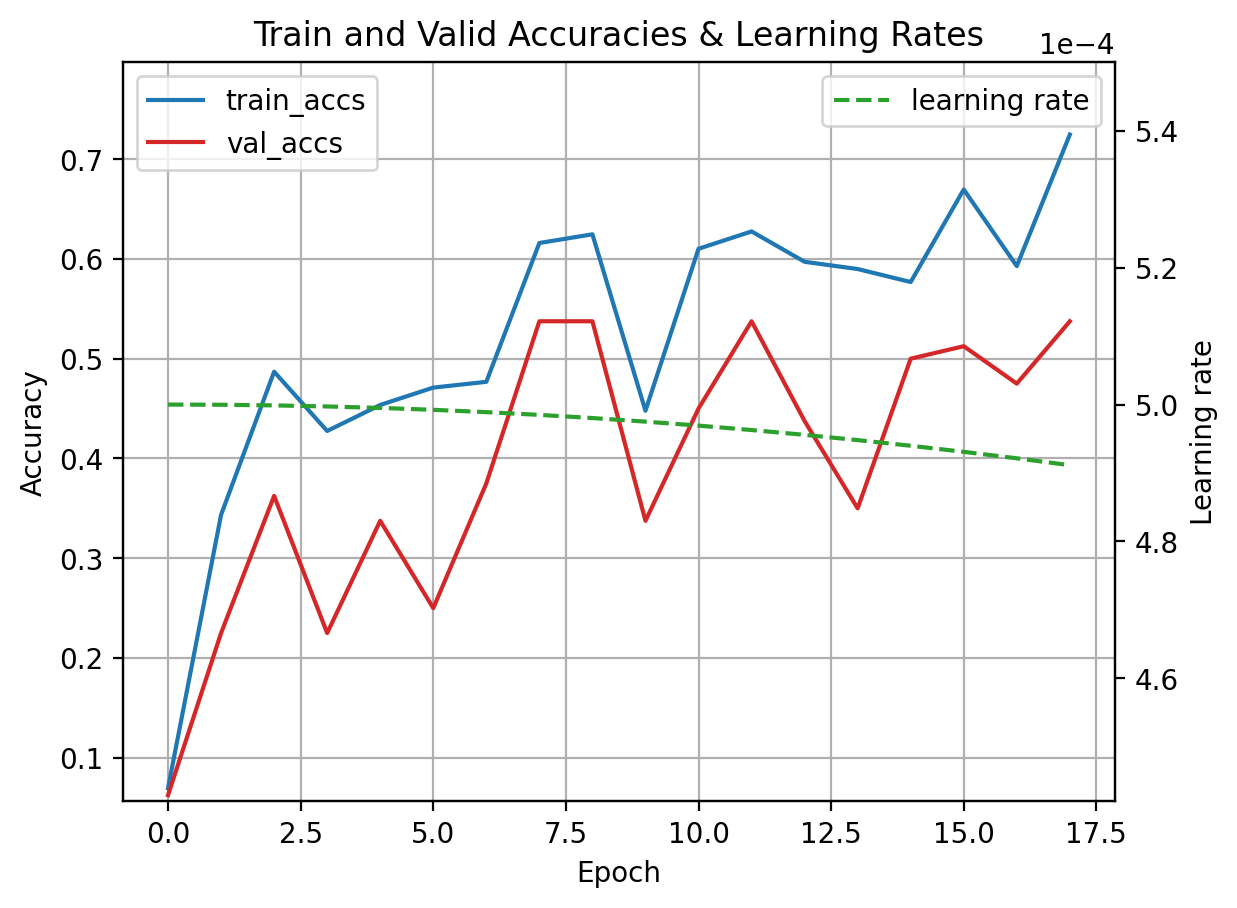 Train and Valid Accuracies & Learning Rates
1e−4
train_accs
val_accs
learning rate
0.7
0.6
0.5
0.4
0.3
0.2
0.1
Accuracy
5.4
5.2
5.0
4.8
4.6
Learning rate
0.0 2.5 5.0 7.5 10.0 12.5 15.0 17.5
Epoch